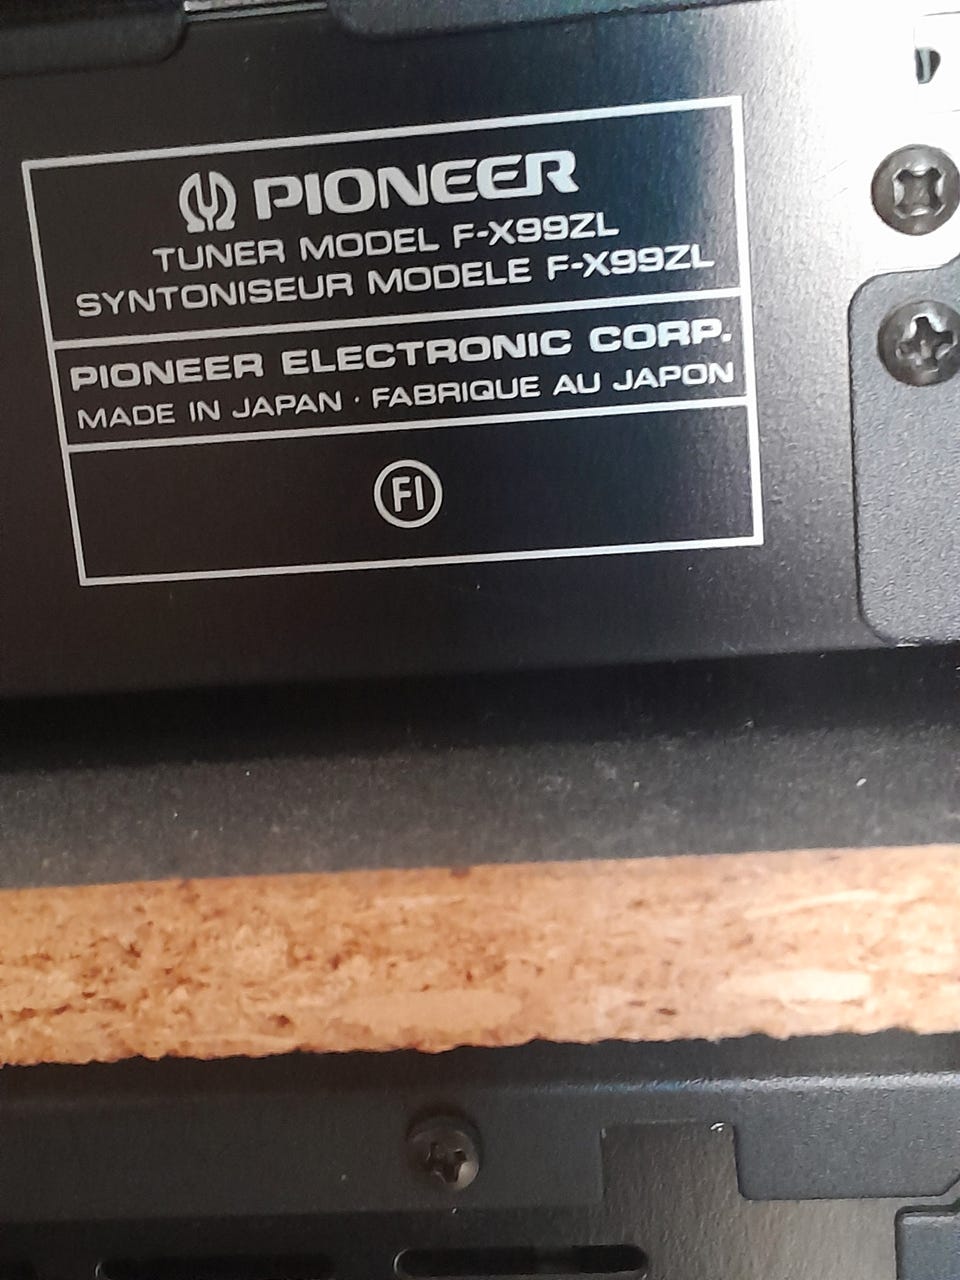 PIONEER
TUNER MODEL F-X99ZL
SYNTONISEUR MODELE F-X99ZL
PIONEER ELECTRONIC CORP.
MADE IN JAPAN · FABRIQUE AU JAPON
FI